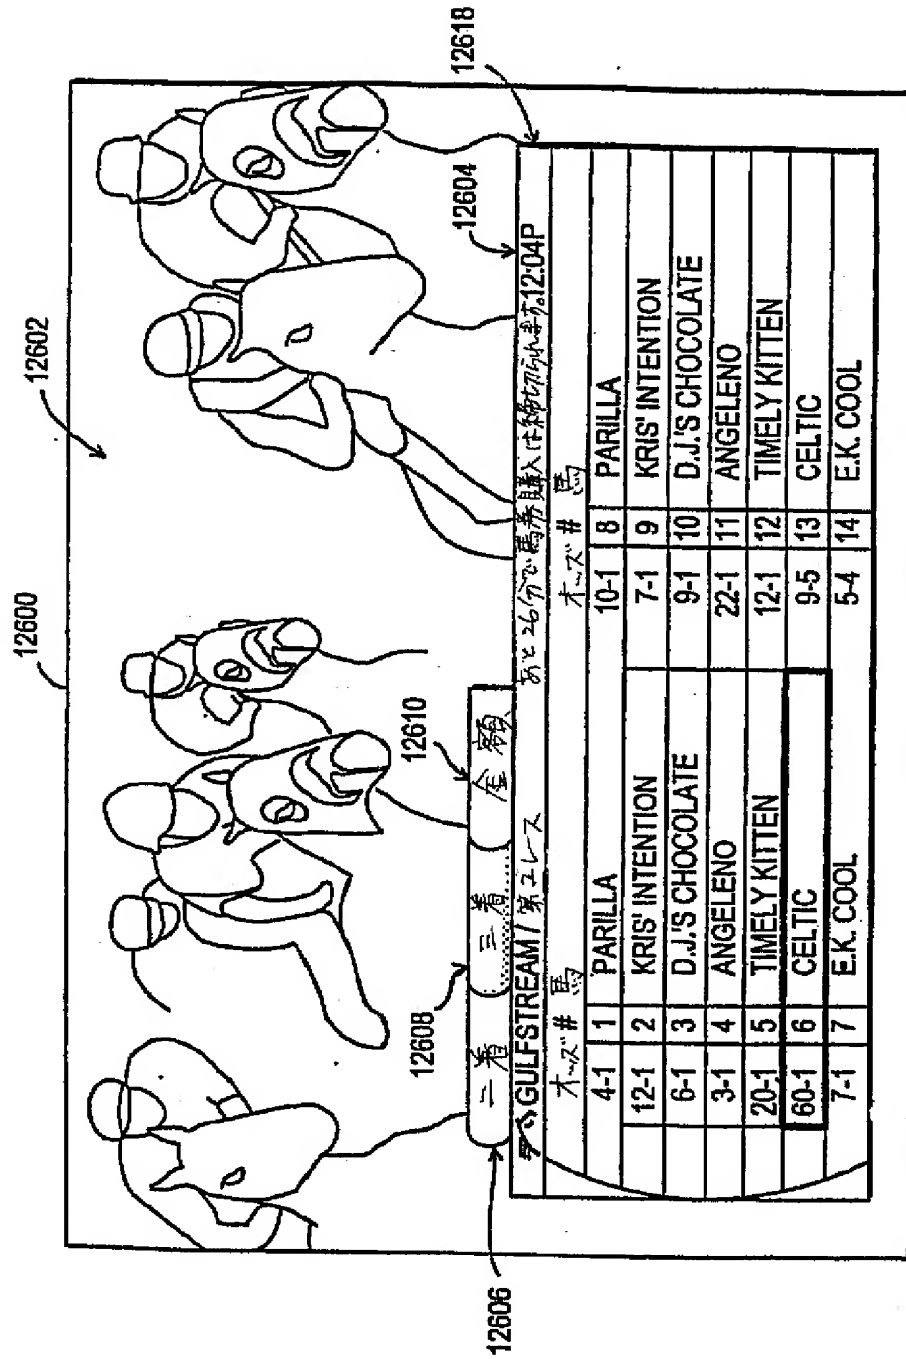 12600
12602
12618
12604
12610
12608
12606
二着 三着 金額
GULFSTREAM/第2レース あと26分で馬券購入は締切られます。12:04P
オッズ # 馬 オッズ # 馬
4-1 1 PARILLA 10-1 8 PARILLA
12-1 2 KRIS' INTENTION 7-1 9 KRIS' INTENTION
6-1 3 D.J.'S CHOCOLATE 9-1 10 D.J.'S CHOCOLATE
3-1 4 ANGELENO 22-1 11 ANGELENO
20-1 5 TIMELY KITTEN 12-1 12 TIMELY KITTEN
60-1 6 CELTIC 9-5 13 CELTIC
7-1 7 E.K. COOL 5-4 14 E.K. COOL